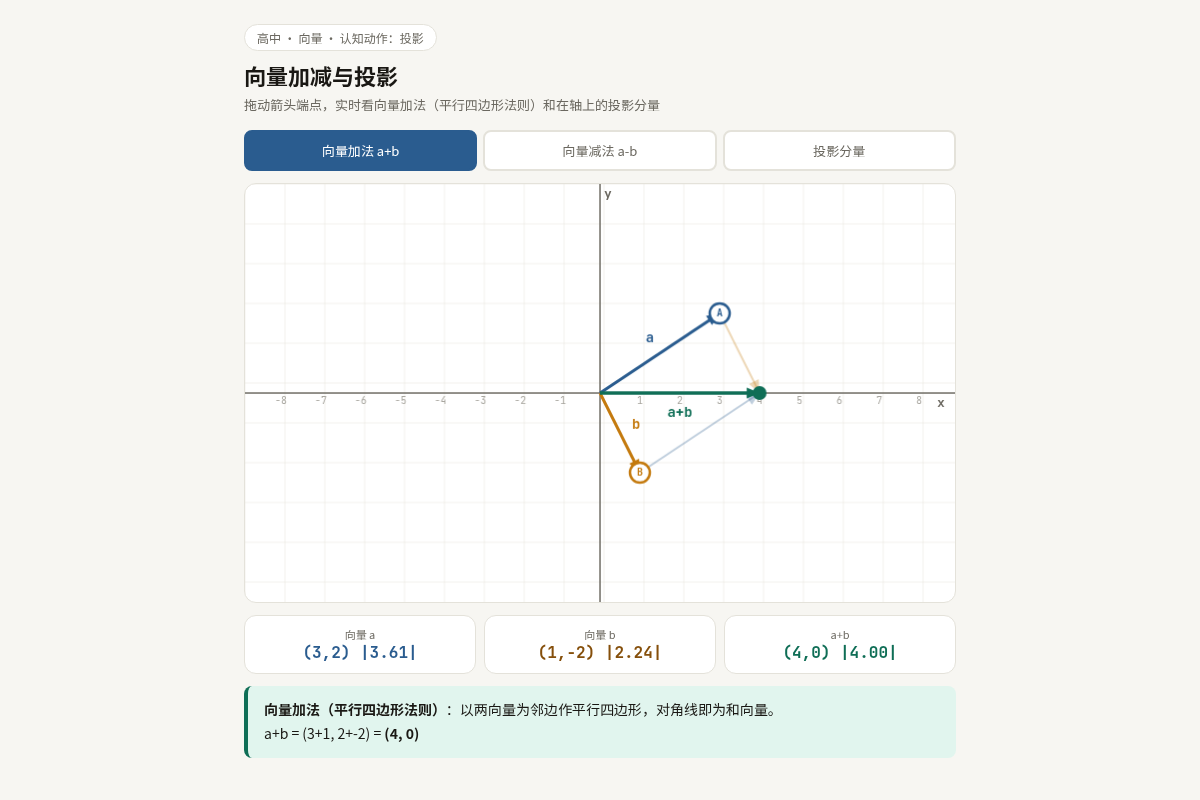 高中 · 向量 · 认知动作：投影
向量加减与投影
拖动箭头端点，实时看向量加法（平行四边形法则）和在轴上的投影分量
向量加法 a+b
向量减法 a-b
投影分量
y
A
a
-8 -7 -6 -5 -4 -3 -2 -1 1 2 3 4 5 6 7 8 x
a+b
b
B
向量 a
(3,2) |3.61|
向量 b
(1,-2) |2.24|
a+b
(4,0) |4.00|
向量加法（平行四边形法则）：以两向量为邻边作平行四边形，对角线即为和向量。
a+b = (3+1, 2+-2) = (4, 0)